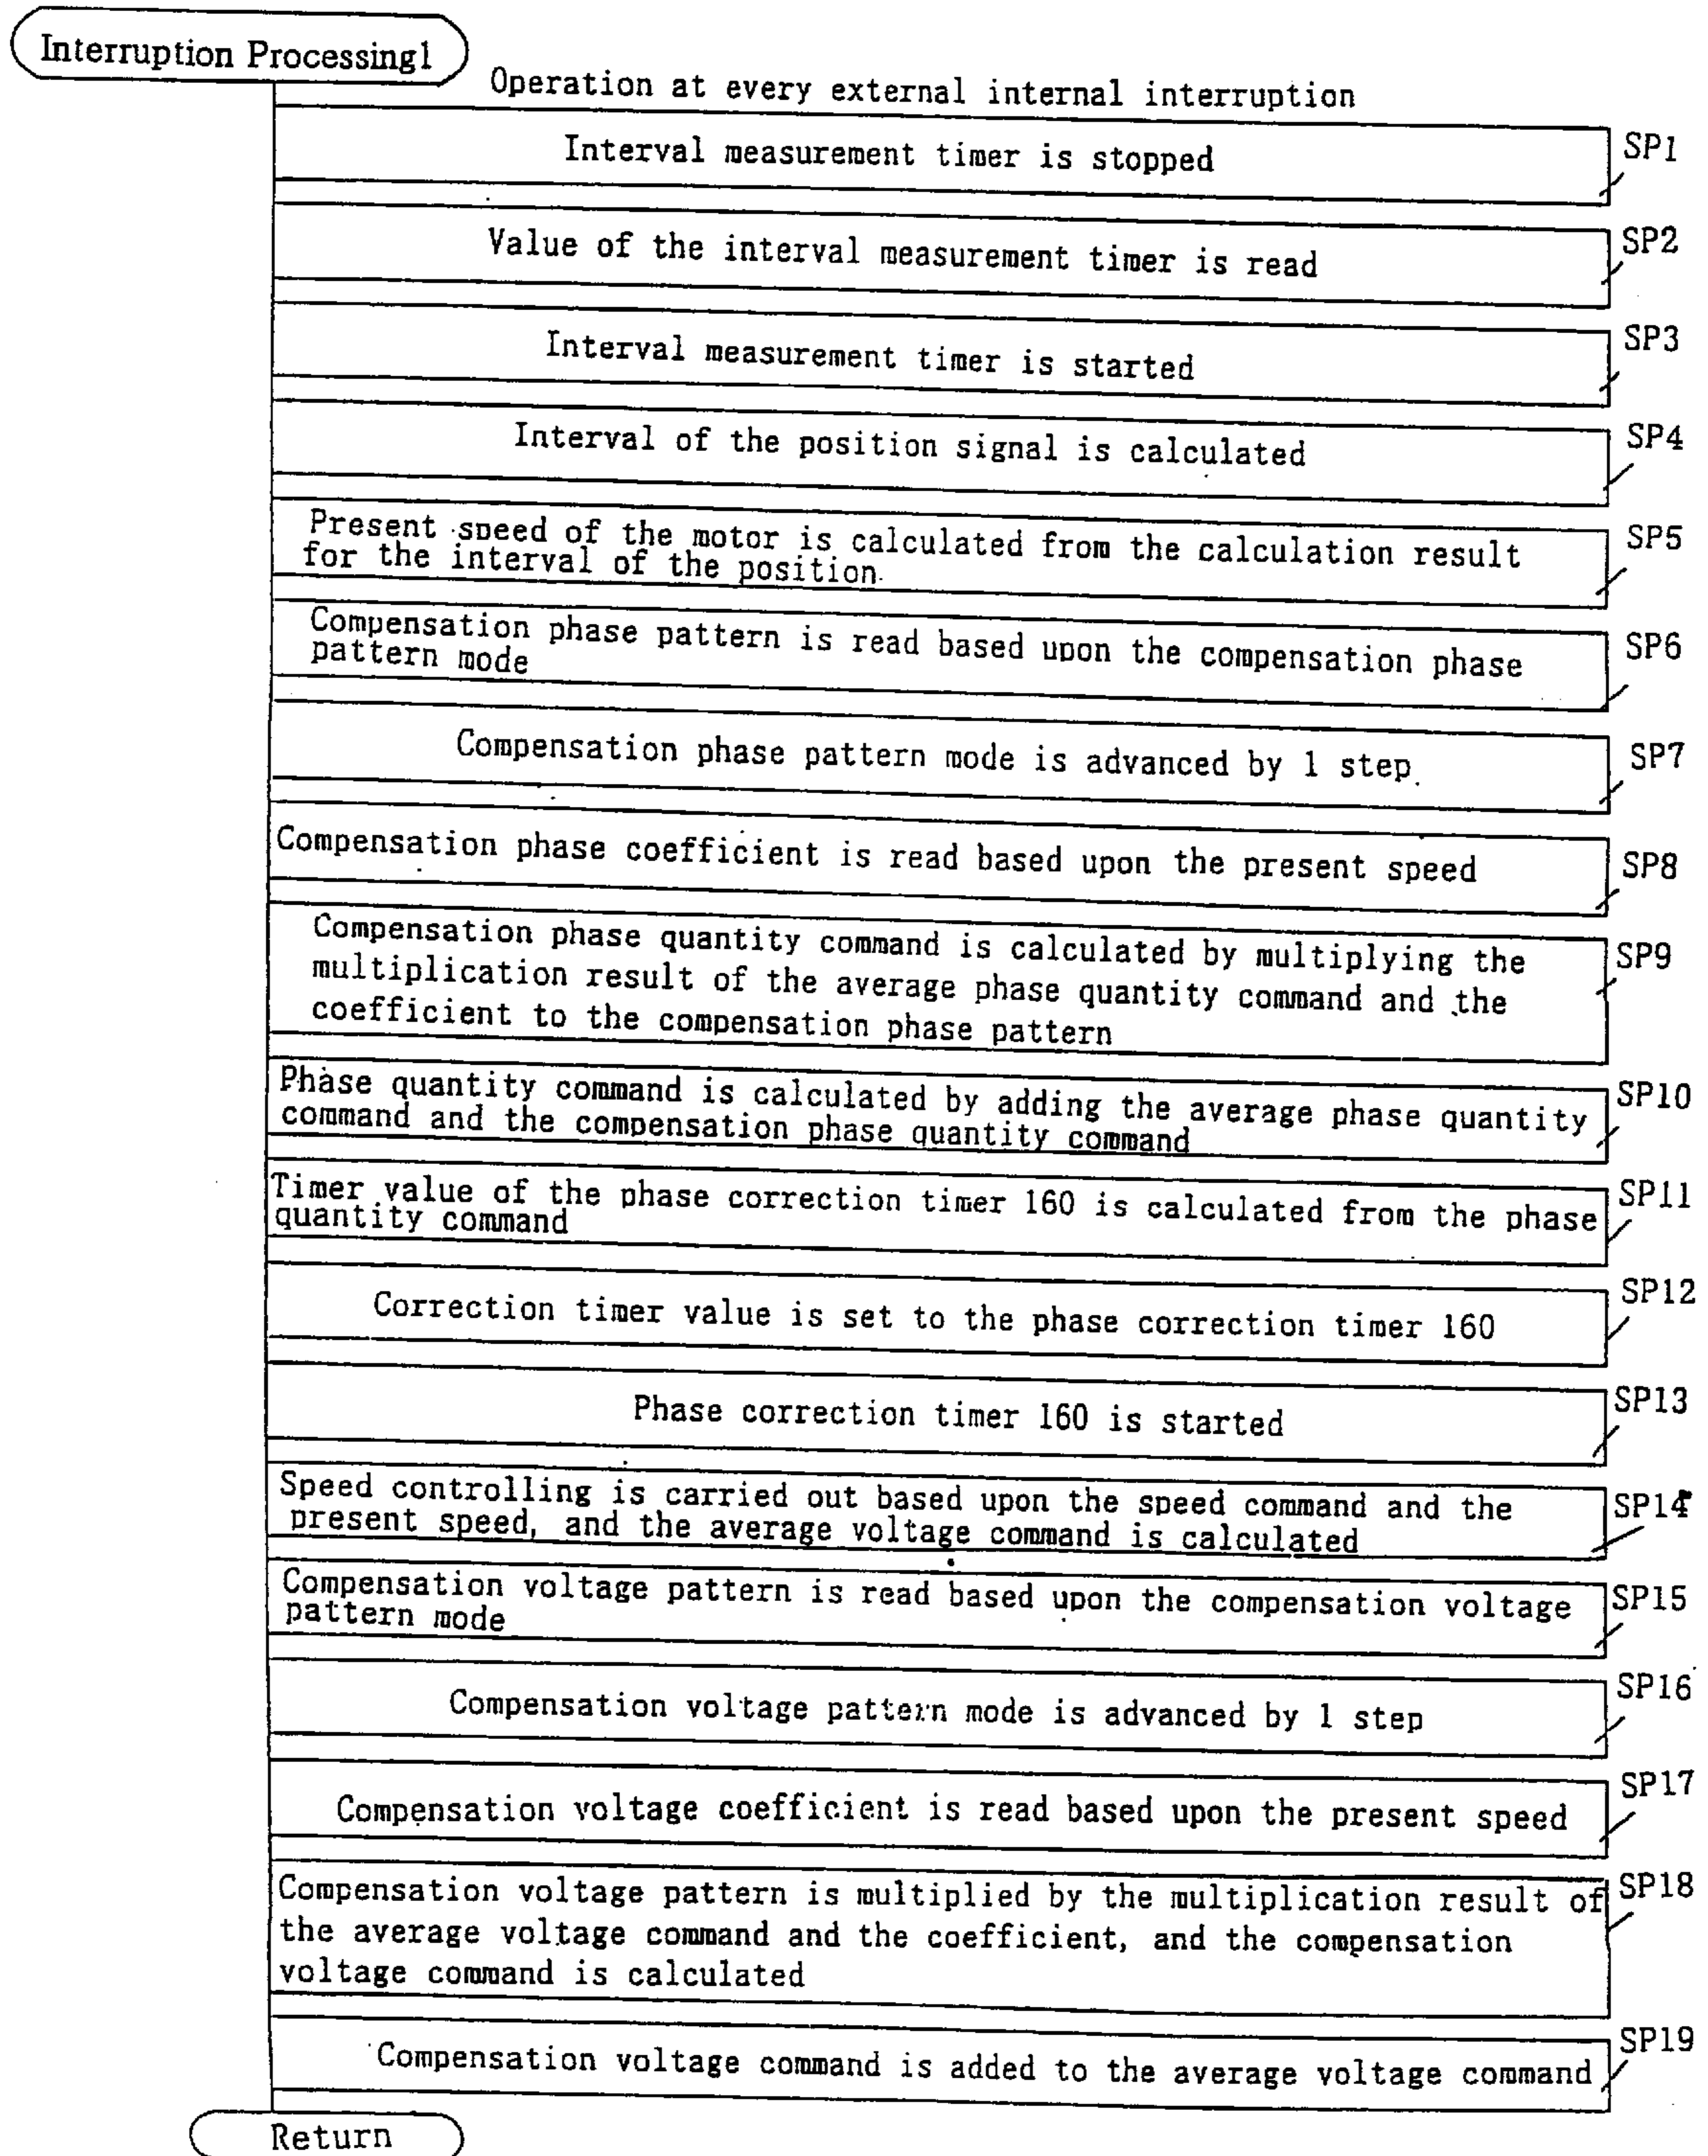 Interruption Processing1
Operation at every external internal interruption
Interval measurement timer is stopped
SP1
Value of the interval measurement timer is read
SP2
Interval measurement timer is started
SP3
Interval of the position signal is calculated
SP4
Present speed of the motor is calculated from the calculation result
for the interval of the position
SP5
Compensation phase pattern is read based upon the compensation phase
pattern mode
SP6
Compensation phase pattern mode is advanced by 1 step
SP7
Compensation phase coefficient is read based upon the present speed
SP8
Compensation phase quantity command is calculated by multiplying the
multiplication result of the average phase quantity command and the
coefficient to the compensation phase pattern
SP9
Phase quantity command is calculated by adding the average phase quantity
command and the compensation phase quantity command
SP10
Timer value of the phase correction timer 160 is calculated from the phase
quantity command
SP11
Correction timer value is set to the phase correction timer 160
SP12
Phase correction timer 160 is started
SP13
Speed controlling is carried out based upon the speed command and the
present speed, and the average voltage command is calculated
SP14
Compensation voltage pattern is read based upon the compensation voltage
pattern mode
SP15
Compensation voltage pattern mode is advanced by 1 step
SP16
Compensation voltage coefficient is read based upon the present speed
SP17
Compensation voltage pattern is multiplied by the multiplication result of
the average voltage command and the coefficient, and the compensation
voltage command is calculated
SP18
Compensation voltage command is added to the average voltage command
SP19
Return